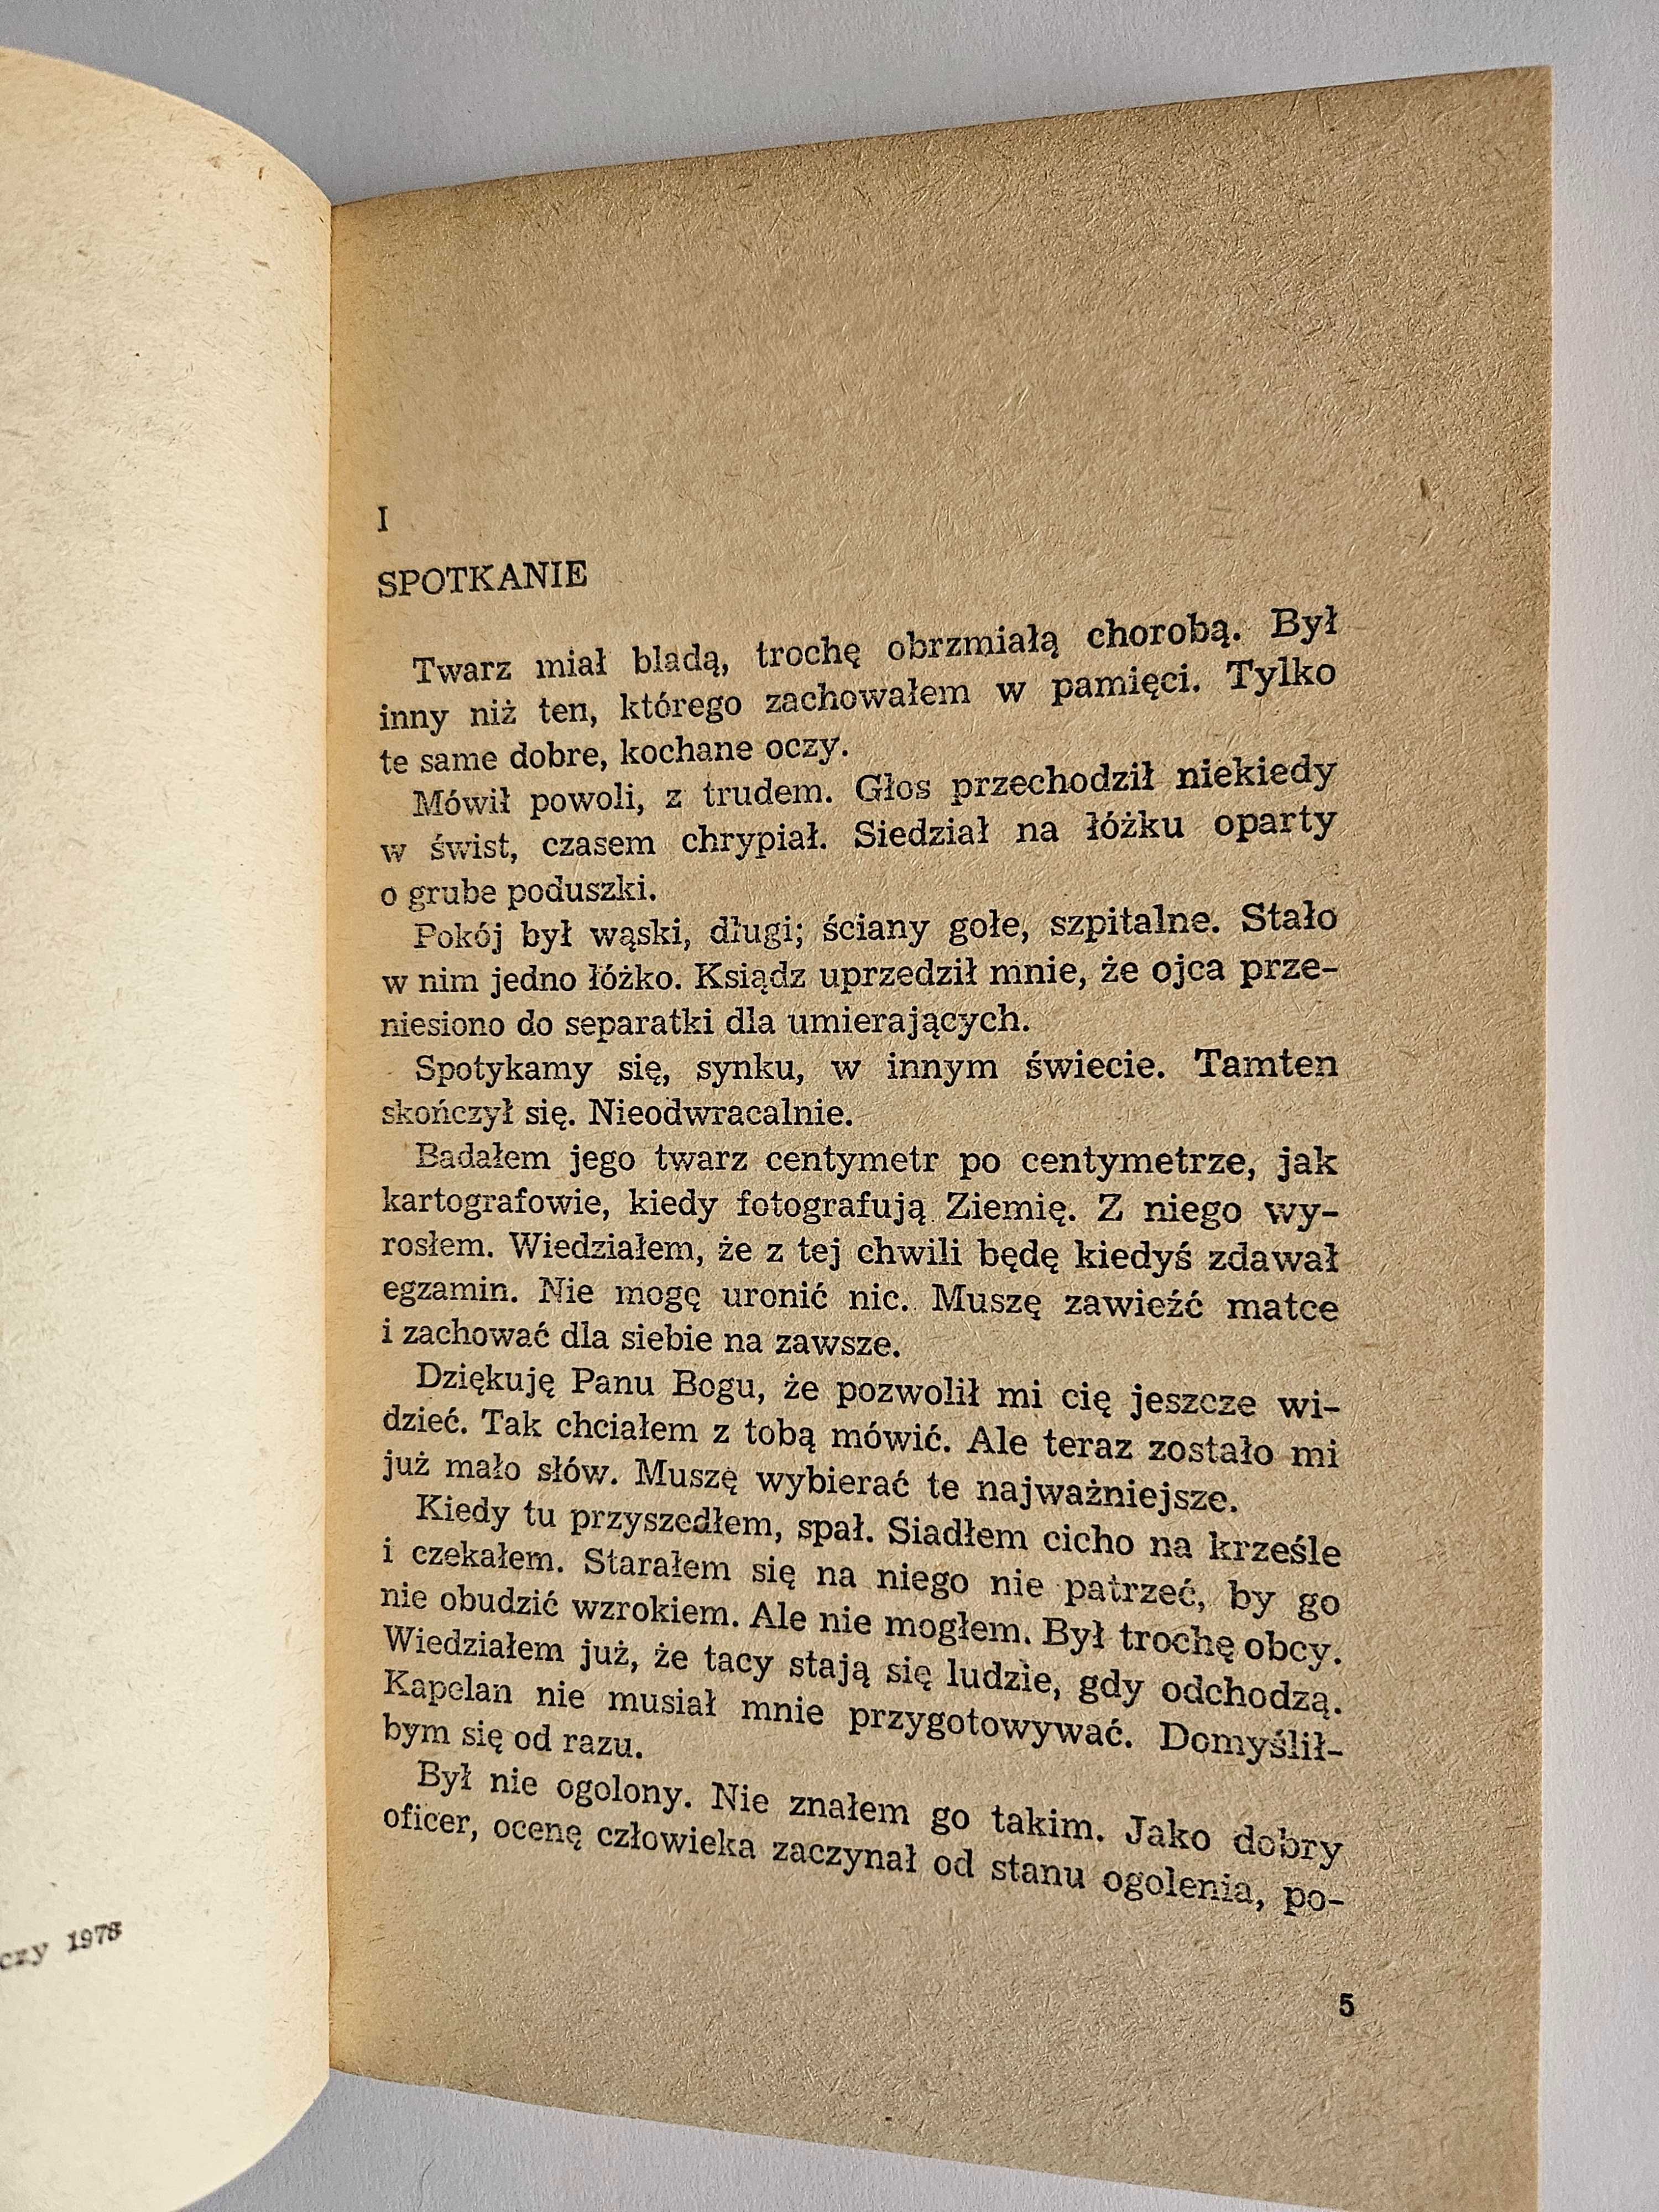 I
SPOTKANIE
Twarz miał bladą, trochę obrzmiałą chorobą. Był
inny niż ten, którego zachowałem w pamięci. Tylko
te same dobre, kochane oczy.
Mówił powoli, z trudem. Głos przechodził niekiedy
w świst, czasem chrypiał. Siedział na łóżku oparty
o grube poduszki.
Pokój był wąski, długi; ściany gołe, szpitalne. Stało
w nim jedno łóżko. Ksiądz uprzedził mnie, że ojca prze-
niesiono do separatki dla umierających.
Spotykamy się, synku, w innym świecie. Tamten
skończył się. Nieodwracalnie.
Badałem jego twarz centymetr po centymetrze, jak
kartografowie, kiedy fotografują Ziemię. Z niego wy-
rosłem. Wiedziałem, że z tej chwili będę kiedyś zdawał
egzamin. Nie mogę uronić nic. Muszę zawieźć matce
i zachować dla siebie na zawsze.
Dziękuję Panu Bogu, że pozwolił mi cię jeszcze wi-
dzieć. Tak chciałem z tobą mówić. Ale teraz zostało mi
już mało słów. Muszę wybierać te najważniejsze.
Kiedy tu przyszedłem, spał. Siadłem cicho na krześle
i czekałem. Starałem się na niego nie patrzeć, by go
nie obudzić wzrokiem. Ale nie mogłem. Był trochę obcy.
Wiedziałem już, że tacy stają się ludzie, gdy odchodzą.
Kapelan nie musiał mnie przygotowywać. Domyślił-
bym się od razu.
Był nie ogolony. Nie znałem go takim. Jako dobry
oficer, ocenę człowieka zaczynał od stanu ogolenia, po-
5
czy 1978